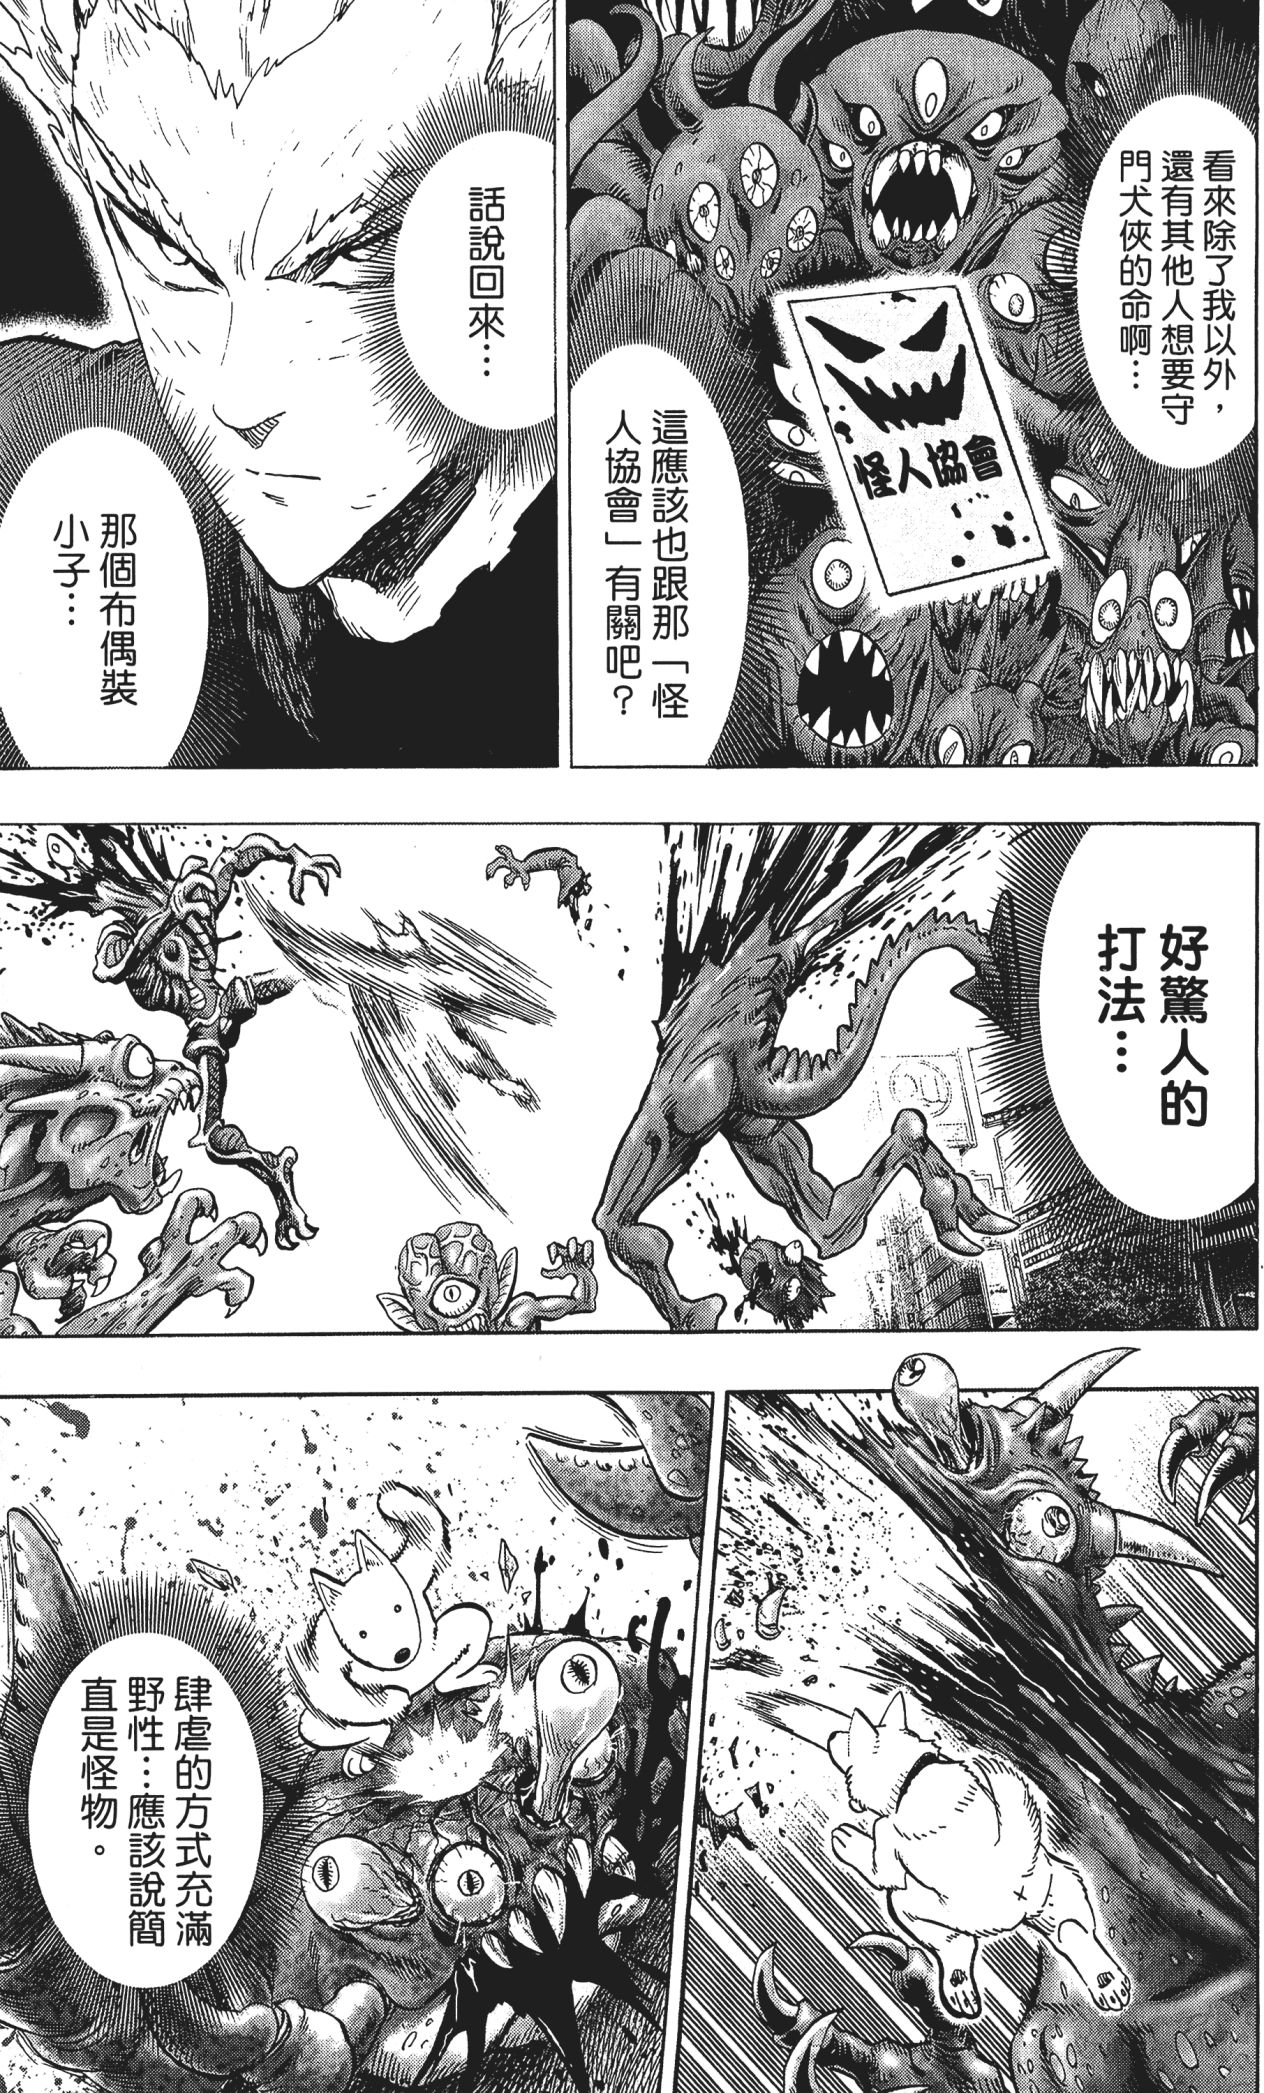 看來除了我以外，
還有其他人想要守
門犬俠的命啊…
怪人協會
這應該也跟那「怪
人協會」有關吧？
話說回來…
那個布偶裝
小子…
好驚人的
打法…
肆虐的方式充滿
野性…應該說簡
直是怪物。